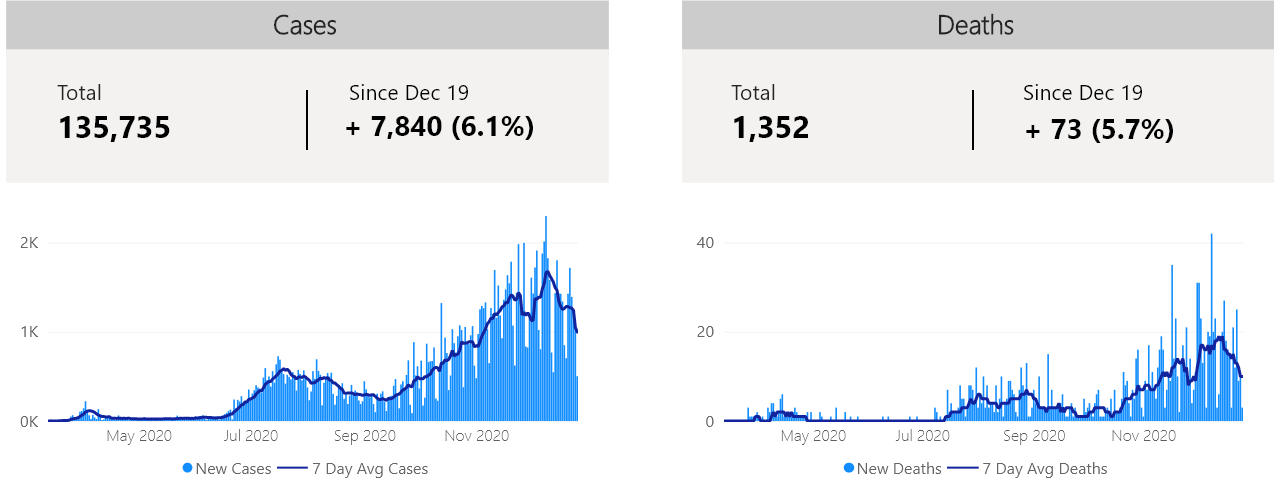 Cases
Total
135,735
Since Dec 19
+ 7,840 (6.1%)
2K
1K
0K
May 2020
Jul 2020
Sep 2020
Nov 2020
New Cases
7 Day Avg Cases
Deaths
Total
1,352
Since Dec 19
+ 73 (5.7%)
40
20
0
May 2020
Jul 2020
Sep 2020
Nov 2020
New Deaths
7 Day Avg Deaths